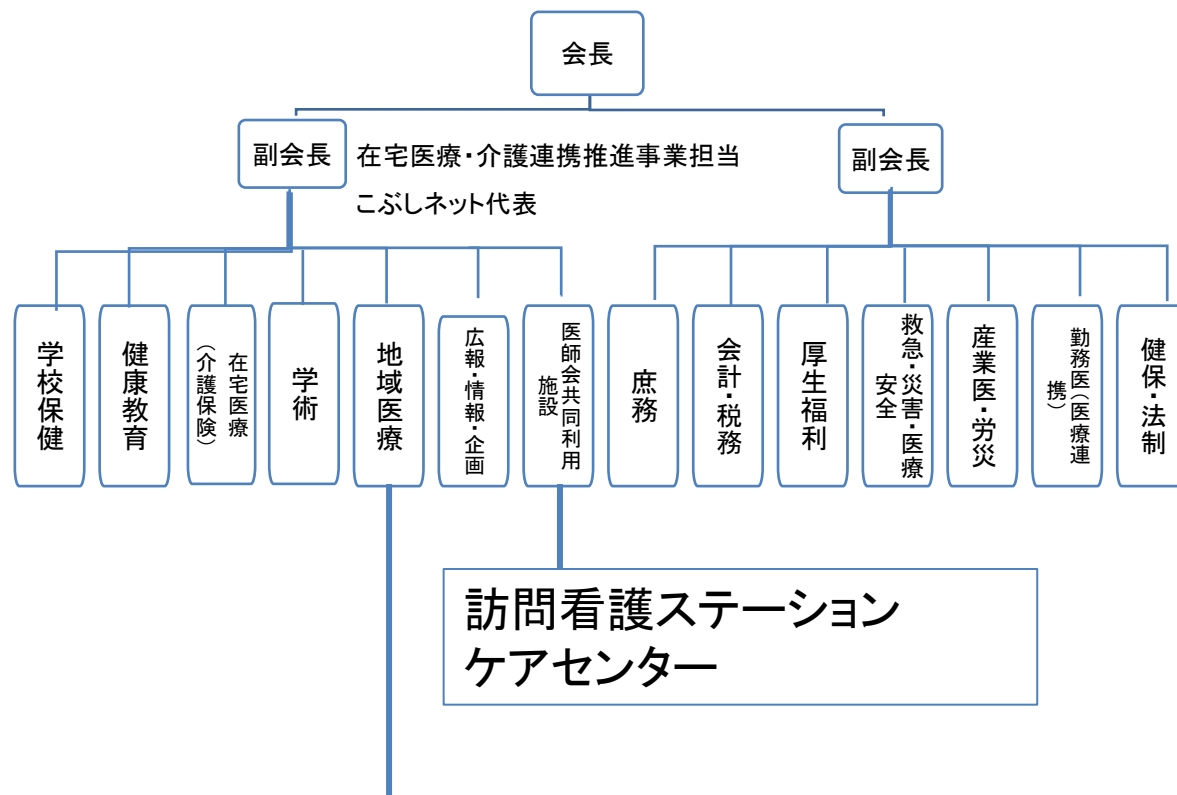 会長
副会長
在宅医療・介護連携推進事業担当
こぶしネット代表
副会長
学校保健
健康教育
在宅医療
（介護保険）
学術
地域医療
広報・情報・企画
医師会共同利用
施設
庶務
会計・税務
厚生福利
救急・災害・医療
安全
産業医・労災
勤務医（医療連
携）
健保・法制
訪問看護ステーション
ケアセンター